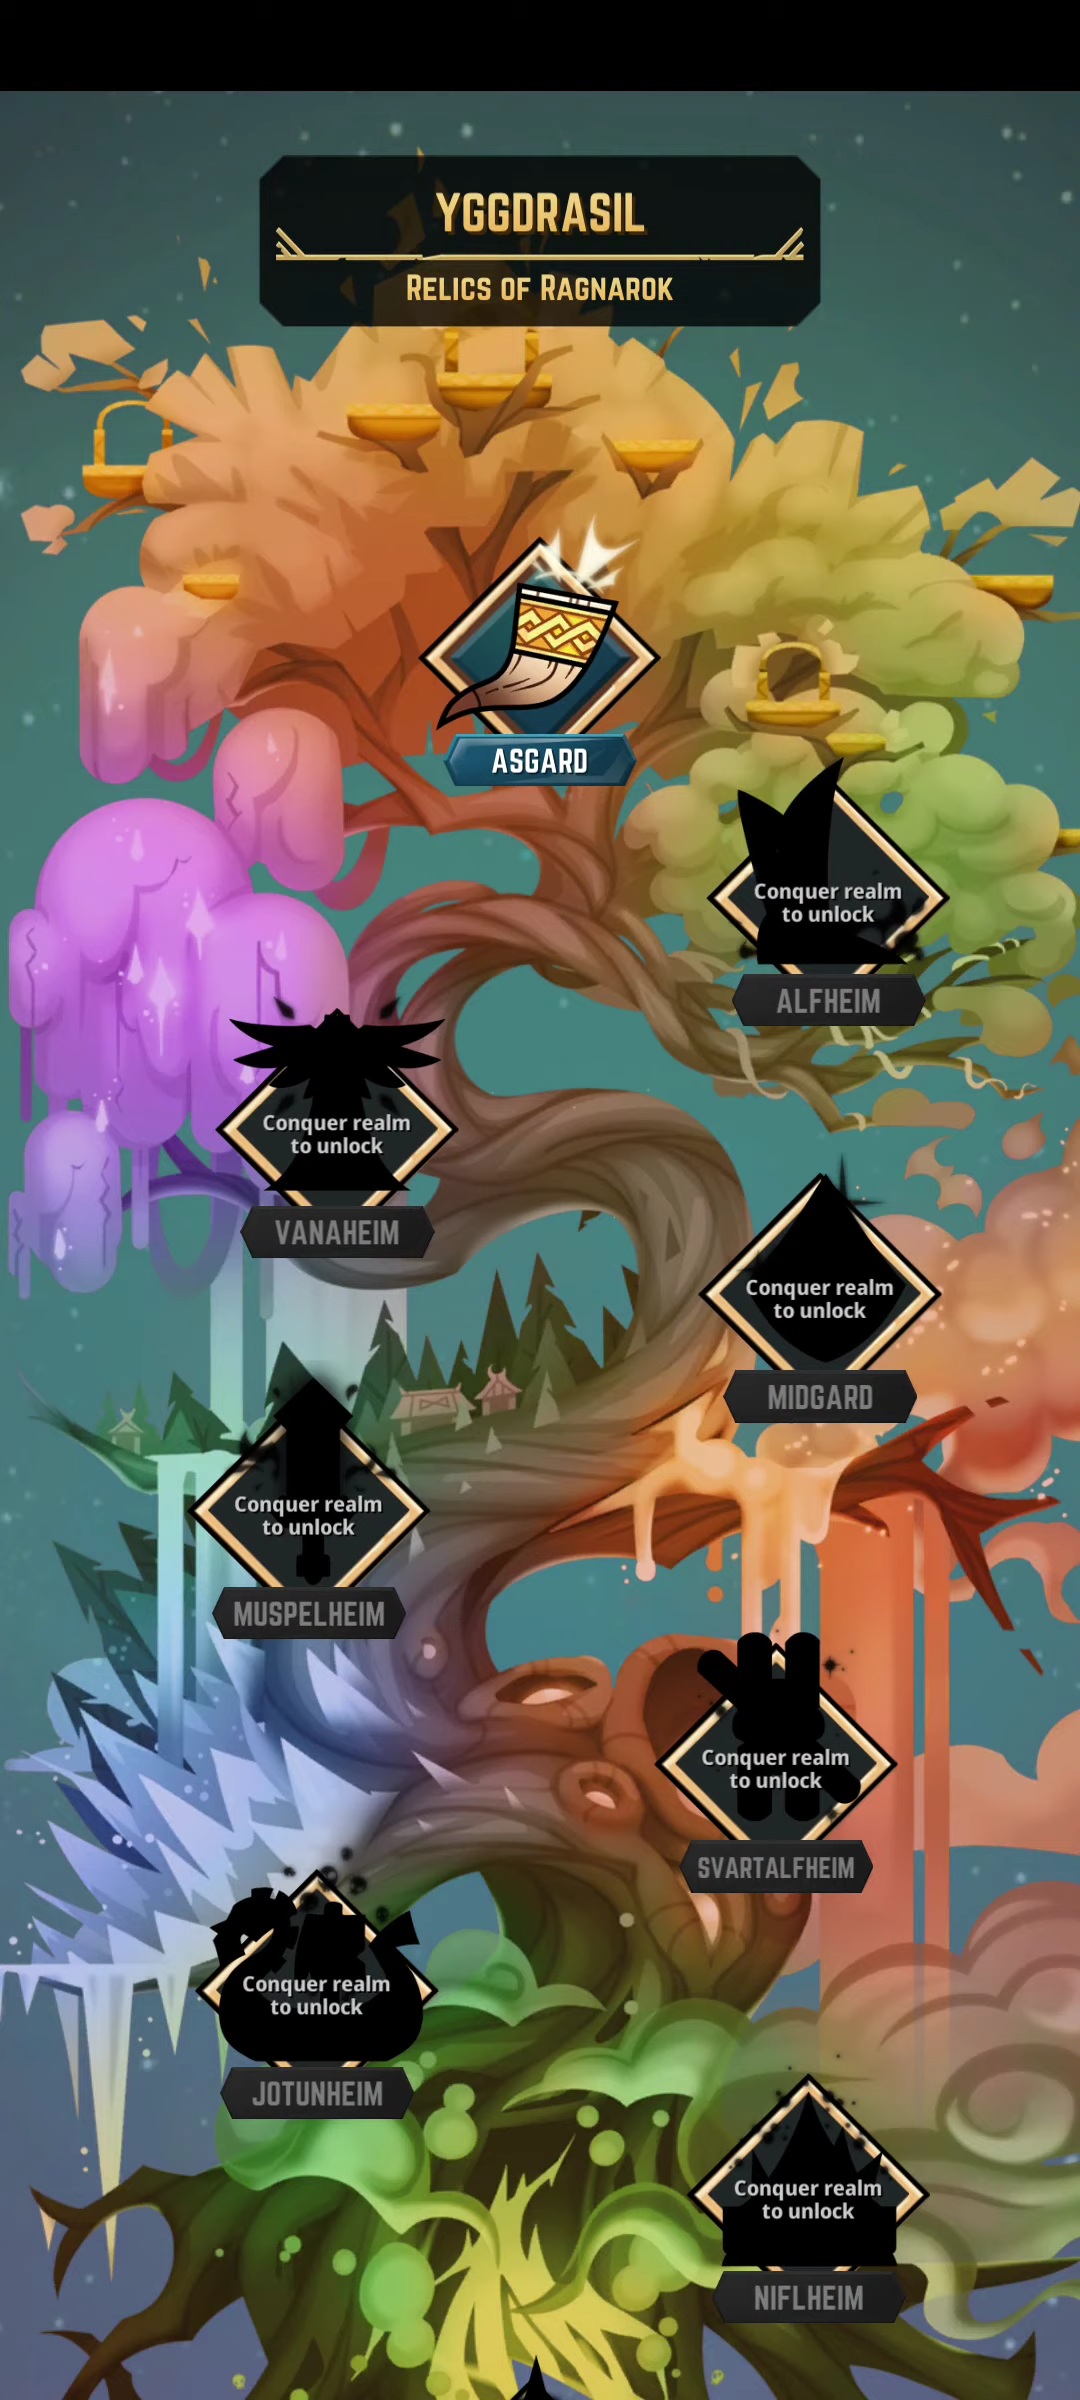 YGGDRASIL
RELICS OF RAGNAROK
ASGARD
Conquer realm
to unlock
ALFHEIM
Conquer realm
to unlock
VANAHEIM
Conquer realm
to unlock
MIDGARD
Conquer realm
to unlock
MUSPELHEIM
Conquer realm
to unlock
SVARTALFHEIM
Conquer realm
to unlock
JOTUNHEIM
Conquer realm
to unlock
NIFLHEIM